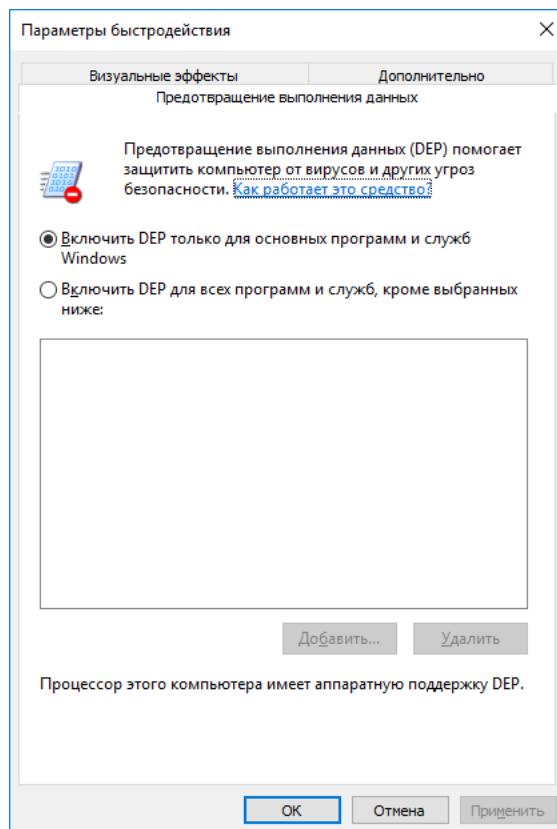 Параметры быстродействия
Визуальные эффекты
Дополнительно
Предотвращение выполнения данных
Предотвращение выполнения данных (DEP) помогает
защитить компьютер от вирусов и других угроз
безопасности. Как работает это средство?
Включить DEP только для основных программ и служб
Windows
Включить DEP для всех программ и служб, кроме выбранных
ниже:
Добавить...
Удалить
Процессор этого компьютера имеет аппаратную поддержку DEP.
ОК
Отмена
Применить